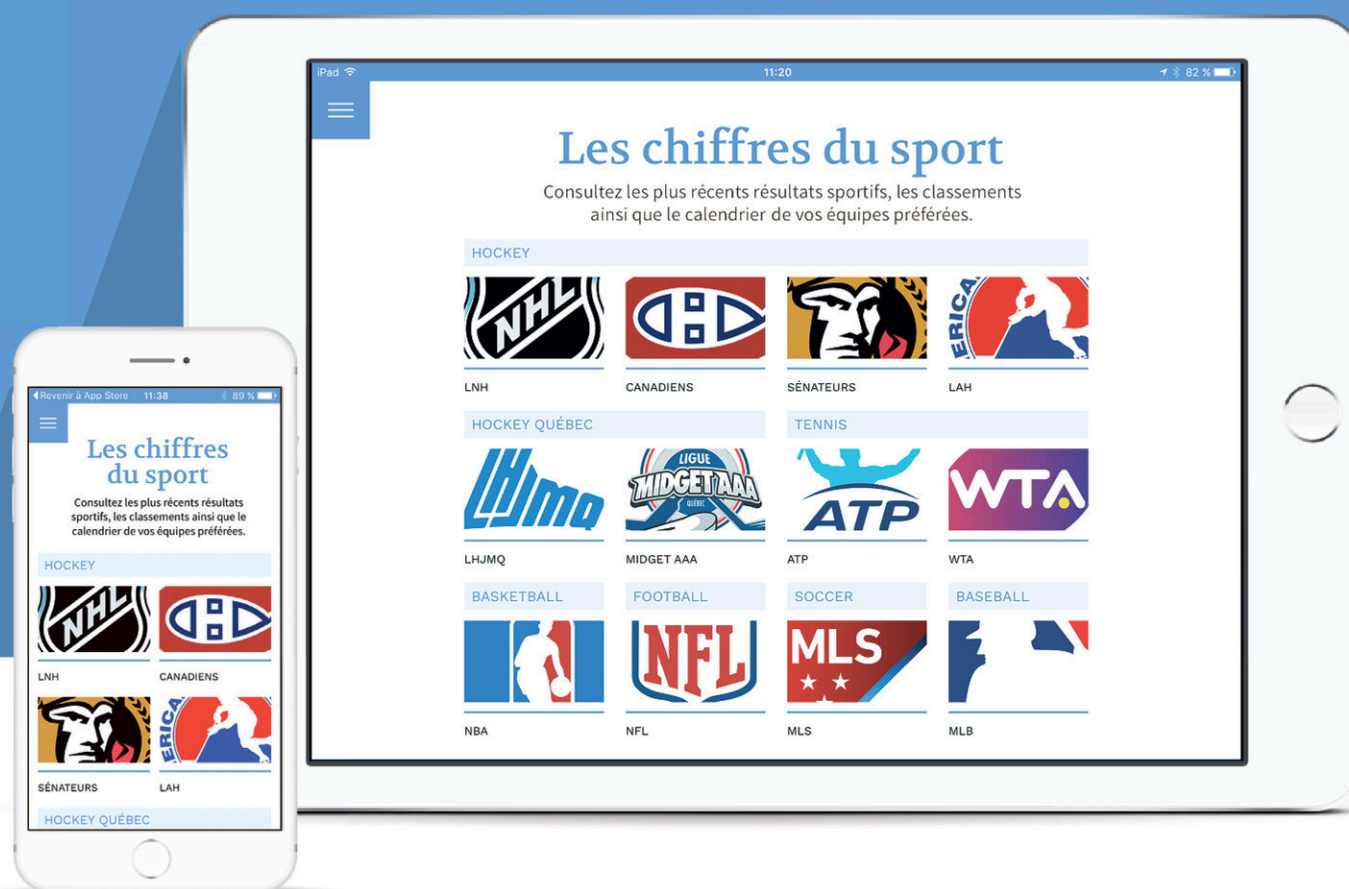 iPad 11:20 82 %
Les chiffres du sport
Consultez les plus récents résultats sportifs, les classements
ainsi que le calendrier de vos équipes préférées.
HOCKEY
NHL
ERICA
LNH CANADIENS SÉNATEURS LAH
HOCKEY QUÉBEC TENNIS
LHJMQ
LIGUE
MIDGET AAA
QUÉBEC
ATP
WTA
LHJMQ MIDGET AAA ATP WTA
BASKETBALL FOOTBALL SOCCER BASEBALL
NFL
MLS
NBA NFL MLS MLB
Revenir à App Store 11:38 89 %
Les chiffres
du sport
Consultez les plus récents résultats
sportifs, les classements ainsi que le
calendrier de vos équipes préférées.
HOCKEY
NHL
LNH CANADIENS
ERICA
SÉNATEURS LAH
HOCKEY QUÉBEC